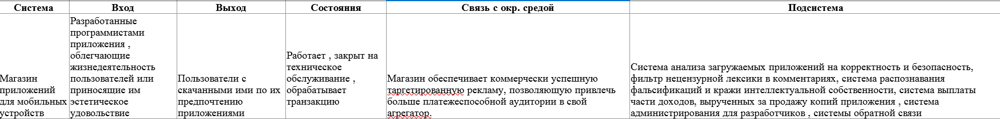 Система Вход Выход Состояния Связь с окр. средой Подсистема
Магазин
приложений
для мобильных
устройств
Разработанные
программистами
приложения ,
облегчающие
жизнедеятельность
пользователей или
приносящие им
эстетическое
удовольствие
Пользователи с
скачанными ими по их
предпочтению
приложениями
Работает , закрыт на
техническое
обслуживание ,
обрабатывает
транзакцию
Магазин обеспечивает коммерчески успешную
таргетированную рекламу, позволяющую привлечь
больше платежеспособной аудитории в свой
агрегатор.
Система анализа загружаемых приложений на корректность и безопасность,
фильтр нецензурной лексики в комментариях, система распознавания
фальсификаций и кражи интеллектуальной собственности, система выплаты
части доходов, вырученных за продажу копий приложения , система
администрирования для разработчиков , системы обратной связи